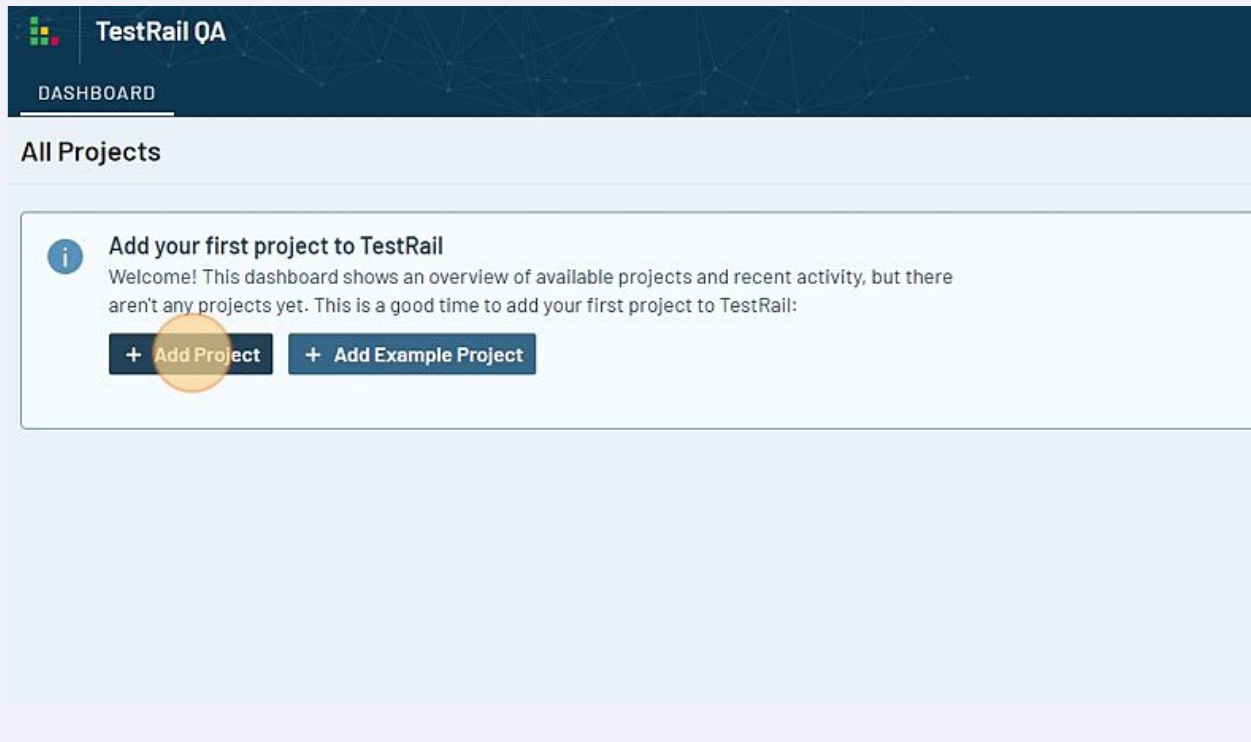 TestRail QA
DASHBOARD
All Projects
Add your first project to TestRail
Welcome! This dashboard shows an overview of available projects and recent activity, but there
aren't any projects yet. This is a good time to add your first project to TestRail:
+ Add Project + Add Example Project